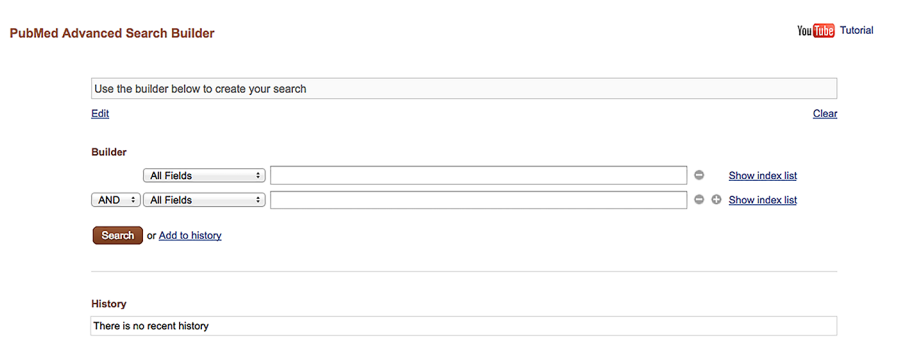 PubMed Advanced Search Builder
YouTube Tutorial
Use the builder below to create your search
Edit Clear
Builder
All Fields Show index list
AND All Fields Show index list
Search or Add to history
History
There is no recent history